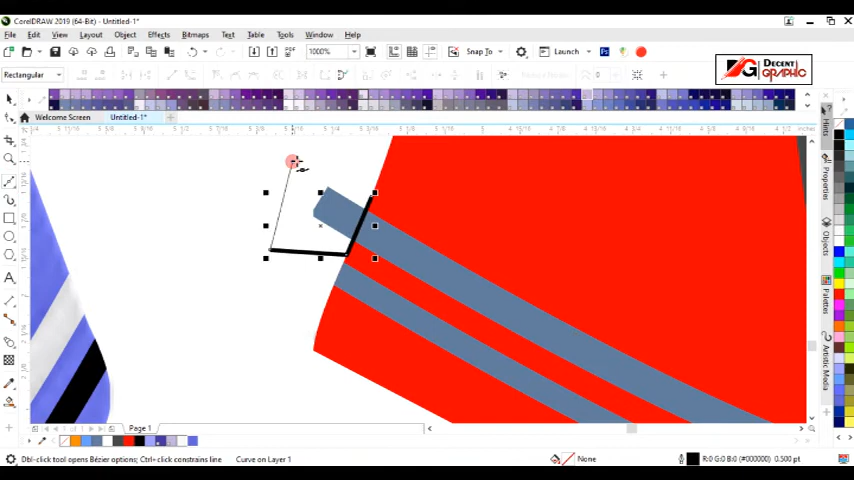 CorelDRAW 2019 (64-Bit) - Untitled-1*
File Edit View Layout Object Effects Bitmaps Text Table Tools Window Help
PDF 1000% Snap To Launch Ps
Rectangular
DECENT
GRAPHIC
Welcome Screen Untitled-1*
inches
Hints
Properties
Objects
Palettes
Artistic Media
Page 1
Dbl-click tool opens Bézier options; Ctrl+click constrains line Curve on Layer 1 None R:0 G:0 B:0 (#000000) 0.500 pt